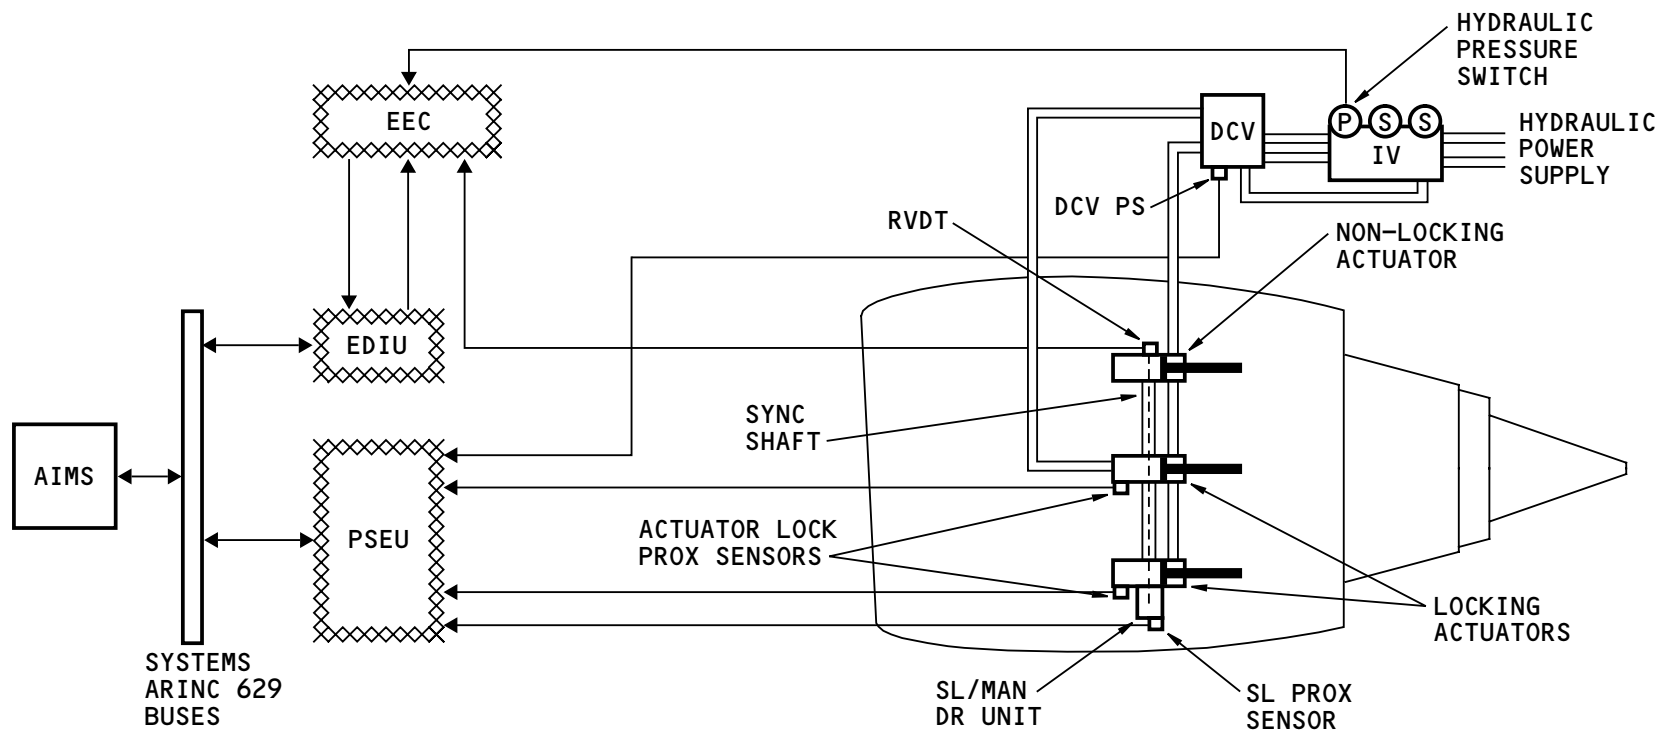 HYDRAULIC
PRESSURE
SWITCH
EEC
DCV
P
S
S
IV
HYDRAULIC
POWER
SUPPLY
DCV PS
RVDT
NON-LOCKING
ACTUATOR
EDIU
SYNC
SHAFT
AIMS
PSEU
ACTUATOR LOCK
PROX SENSORS
LOCKING
ACTUATORS
SYSTEMS
ARINC 629
BUSES
SL/MAN
DR UNIT
SL PROX
SENSOR